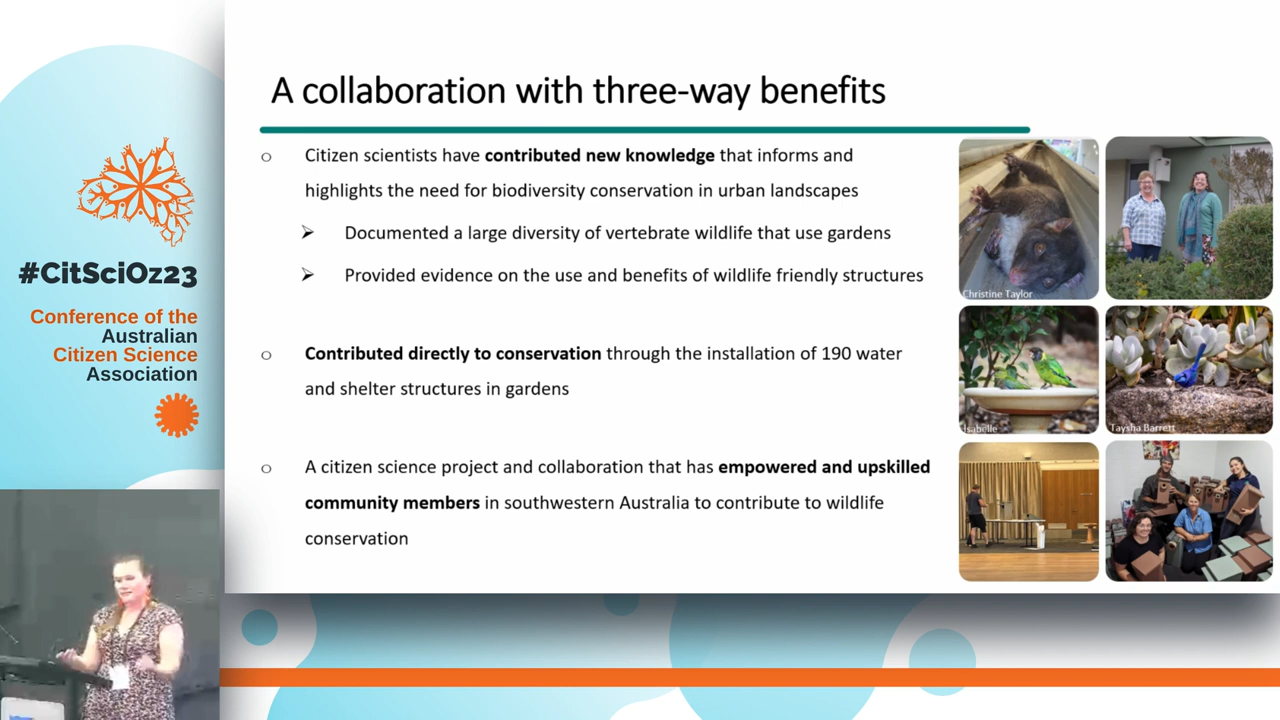 A collaboration with three-way benefits
o Citizen scientists have contributed new knowledge that informs and
highlights the need for biodiversity conservation in urban landscapes
➢ Documented a large diversity of vertebrate wildlife that use gardens
➢ Provided evidence on the use and benefits of wildlife friendly structures
o Contributed directly to conservation through the installation of 190 water
and shelter structures in gardens
o A citizen science project and collaboration that has empowered and upskilled
community members in southwestern Australia to contribute to wildlife
conservation
Christine Taylor
Isabelle
Taysha Barrett
#CitSciOz23
Conference of the
Australian
Citizen Science
Association